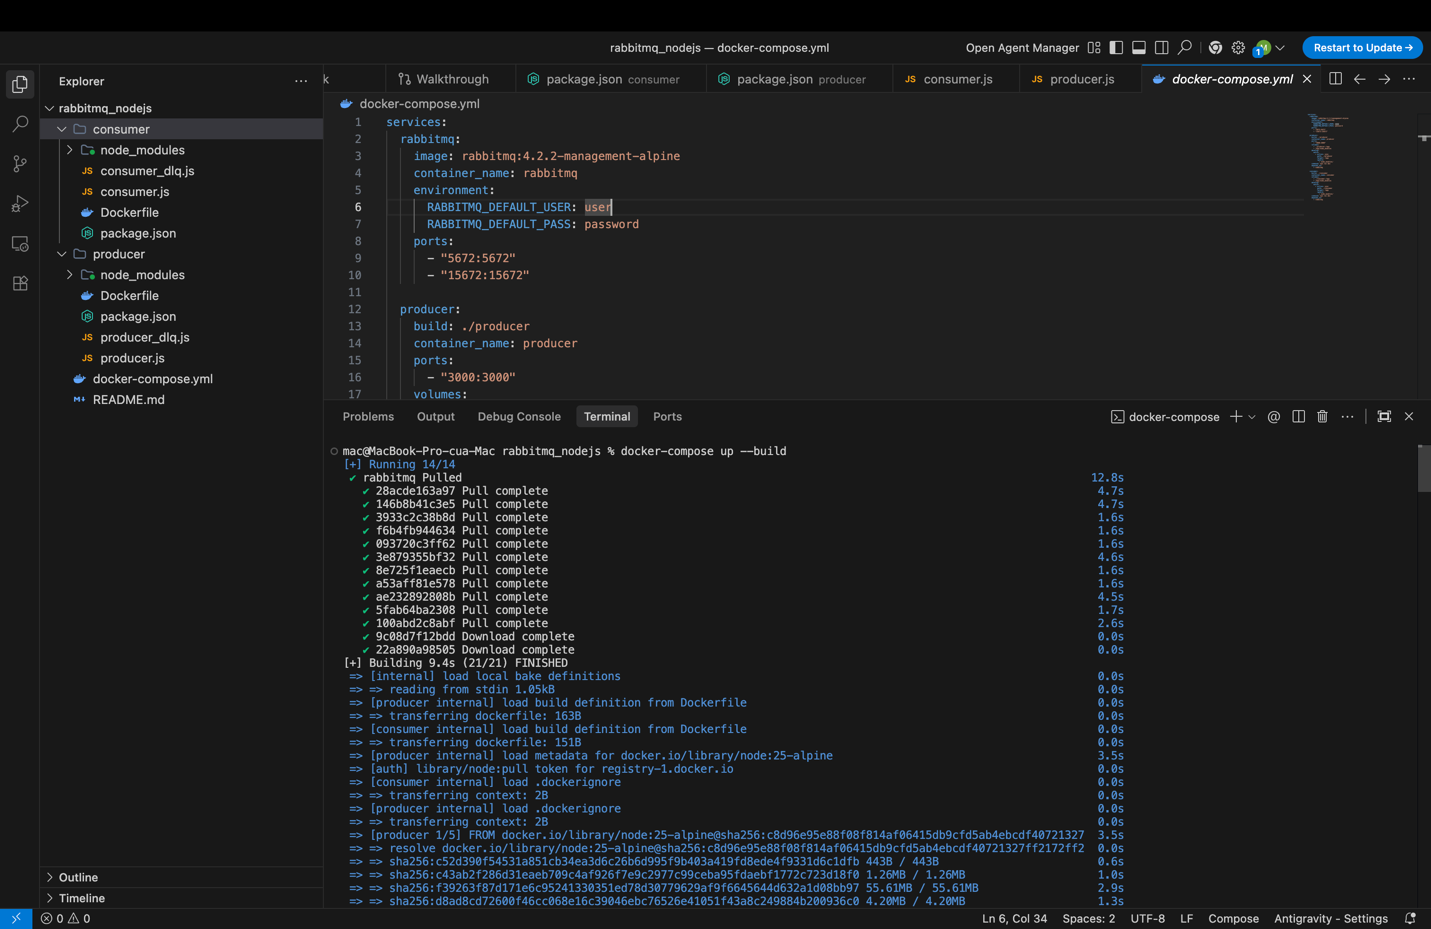 rabbitmq_nodejs — docker-compose.yml
Open Agent Manager
1
Restart to Update →
Explorer
k
Walkthrough
package.json consumer
package.json producer
JS consumer.js
JS producer.js
docker-compose.yml
rabbitmq_nodejs
consumer
node_modules
JS consumer_dlq.js
JS consumer.js
Dockerfile
package.json
producer
node_modules
Dockerfile
package.json
JS producer_dlq.js
JS producer.js
docker-compose.yml
M↓ README.md
Outline
Timeline
docker-compose.yml
1 services:
2 rabbitmq:
3 image: rabbitmq:4.2.2-management-alpine
4 container_name: rabbitmq
5 environment:
6 RABBITMQ_DEFAULT_USER: user
7 RABBITMQ_DEFAULT_PASS: password
8 ports:
9 - "5672:5672"
10 - "15672:15672"
11
12 producer:
13 build: ./producer
14 container_name: producer
15 ports:
16 - "3000:3000"
17 volumes:
Problems Output Debug Console Terminal Ports
docker-compose
mac@MacBook-Pro-cua-Mac rabbitmq_nodejs % docker-compose up --build
[+] Running 14/14
✔ rabbitmq Pulled 12.8s
✔ 28acde163a97 Pull complete 4.7s
✔ 146b8b41c3e5 Pull complete 4.7s
✔ 3933c2c38b8d Pull complete 1.6s
✔ f6b4fb944634 Pull complete 1.6s
✔ 093720c3ff62 Pull complete 1.6s
✔ 3e879355bf32 Pull complete 4.6s
✔ 8e725f1eaecb Pull complete 1.6s
✔ a53aff81e578 Pull complete 1.6s
✔ ae232892808b Pull complete 4.5s
✔ 5fab64ba2308 Pull complete 1.7s
✔ 100abd2c8abf Pull complete 2.6s
✔ 9c08d7f12bdd Download complete 0.0s
✔ 22a890a98505 Download complete 0.0s
[+] Building 9.4s (21/21) FINISHED
=> [internal] load local bake definitions 0.0s
=> => reading from stdin 1.05kB 0.0s
=> [producer internal] load build definition from Dockerfile 0.0s
=> => transferring dockerfile: 163B 0.0s
=> [consumer internal] load build definition from Dockerfile 0.0s
=> => transferring dockerfile: 151B 0.0s
=> [producer internal] load metadata for docker.io/library/node:25-alpine 3.5s
=> [auth] library/node:pull token for registry-1.docker.io 0.0s
=> [consumer internal] load .dockerignore 0.0s
=> => transferring context: 2B 0.0s
=> [producer internal] load .dockerignore 0.0s
=> => transferring context: 2B 0.0s
=> [producer 1/5] FROM docker.io/library/node:25-alpine@sha256:c8d96e95e88f08f814af06415db9cfd5ab4ebcdf40721327 3.5s
=> => resolve docker.io/library/node:25-alpine@sha256:c8d96e95e88f08f814af06415db9cfd5ab4ebcdf40721327ff2172ff2 0.0s
=> => sha256:c52d390f54531a851cb34ea3d6c26b6d995f9b403a419fd8ede4f9331d6c1dfb 443B / 443B 0.6s
=> => sha256:c43ab2f286d31eaeb709c4af926f7e9c2977c99ceba95fdaebf1772c723d18f0 1.26MB / 1.26MB 1.0s
=> => sha256:f39263f87d171e6c95241330351ed78d30779629af9f6645644d632a1d08bb97 55.61MB / 55.61MB 2.9s
=> => sha256:d8ad8cd72600f46cc068e16c39046ebc76526e41051f43a8c249884b200936c0 4.20MB / 4.20MB 1.3s
0 0
Ln 6, Col 34 Spaces: 2 UTF-8 LF Compose Antigravity - Settings